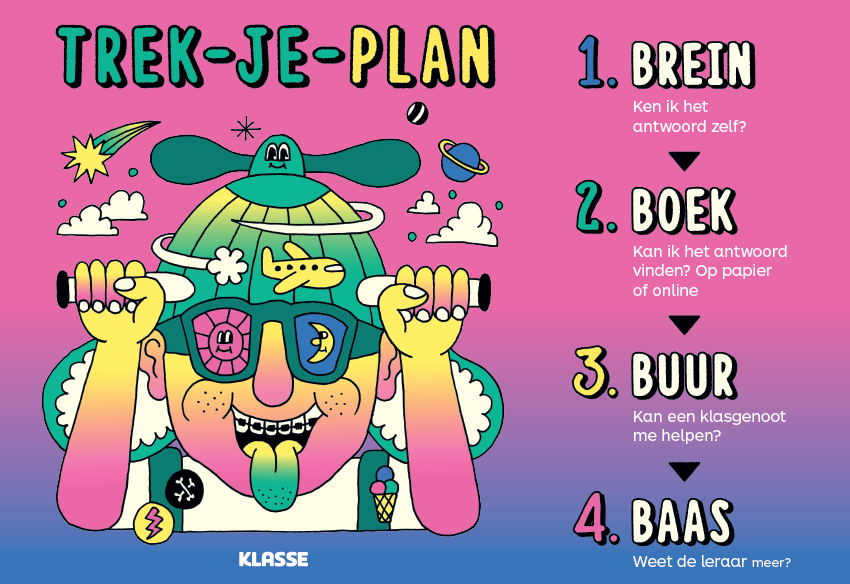 TREK-JE-PLAN
1. BREIN
Ken ik het
antwoord zelf?
2. BOEK
Kan ik het antwoord
vinden? Op papier
of online
3. BUUR
Kan een klasgenoot
me helpen?
4. BAAS
Weet de leraar meer?
KLASSE